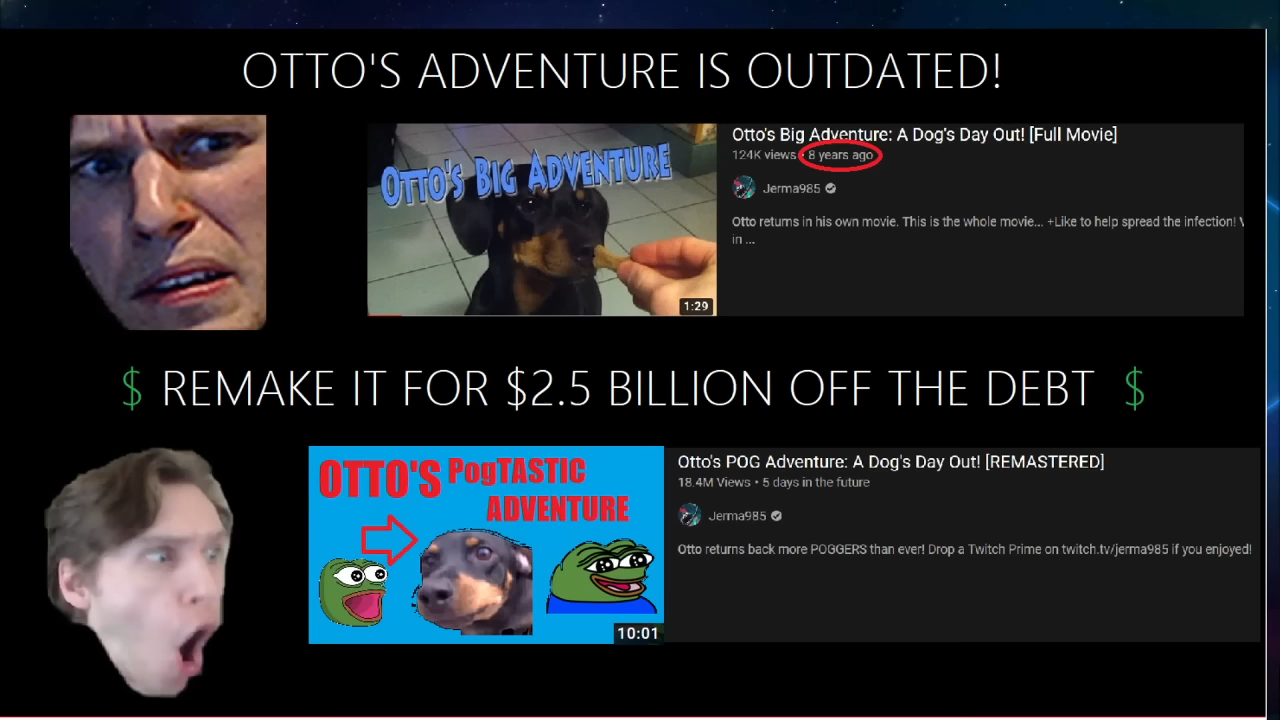 OTTO'S ADVENTURE IS OUTDATED!
OTTO'S BIG ADVENTURE
1:29
Otto's Big Adventure: A Dog's Day Out! [Full Movie]
124K views • 8 years ago
Jerma985
Otto returns in his own movie. This is the whole movie... +Like to help spread the infection! V
in ...
$ REMAKE IT FOR $2.5 BILLION OFF THE DEBT $
OTTO'S PogTASTIC
ADVENTURE
10:01
Otto's POG Adventure: A Dog's Day Out! [REMASTERED]
18.4M Views • 5 days in the future
Jerma985
Otto returns back more POGGERS than ever! Drop a Twitch Prime on twitch.tv/jerma985 if you enjoyed!